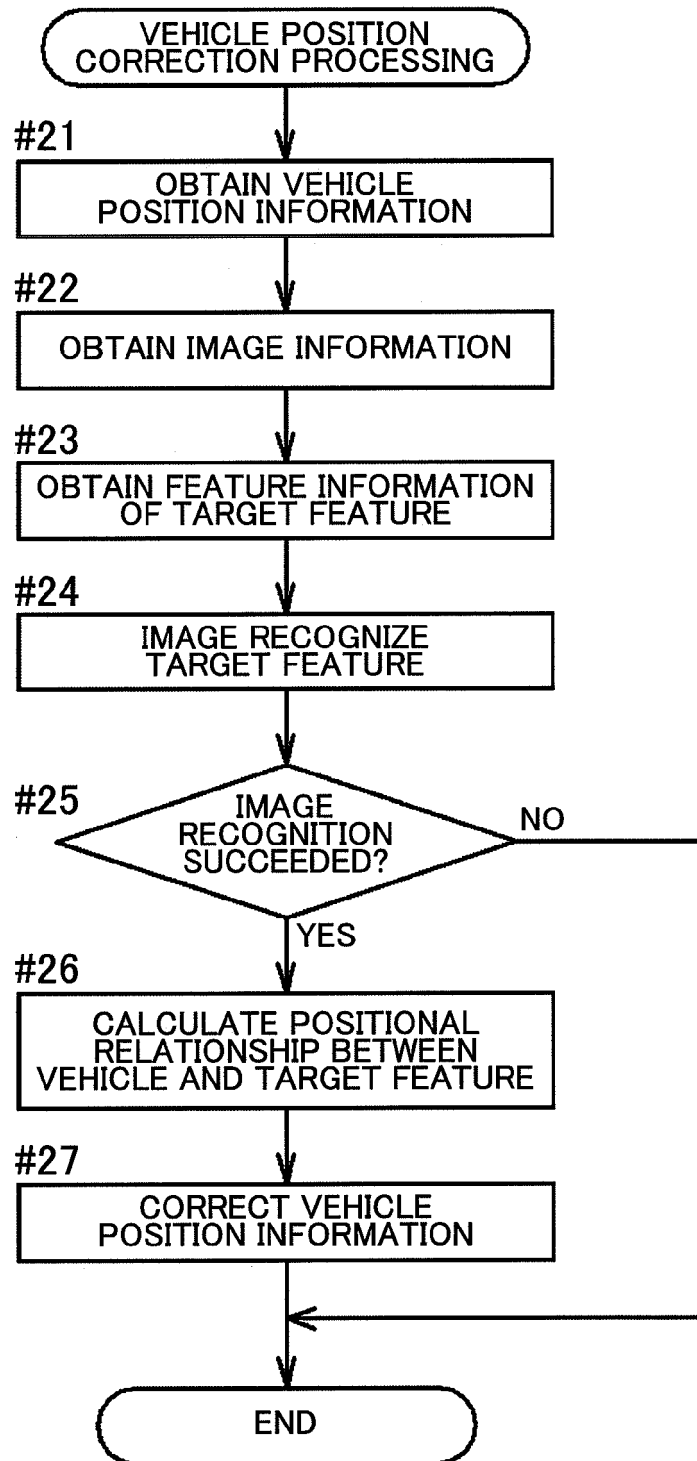 VEHICLE POSITION
CORRECTION PROCESSING
#21
OBTAIN VEHICLE
POSITION INFORMATION
#22
OBTAIN IMAGE INFORMATION
#23
OBTAIN FEATURE INFORMATION
OF TARGET FEATURE
#24
IMAGE RECOGNIZE
TARGET FEATURE
#25
IMAGE
RECOGNITION
SUCCEEDED?
NO
YES
#26
CALCULATE POSITIONAL
RELATIONSHIP BETWEEN
VEHICLE AND TARGET FEATURE
#27
CORRECT VEHICLE
POSITION INFORMATION
END